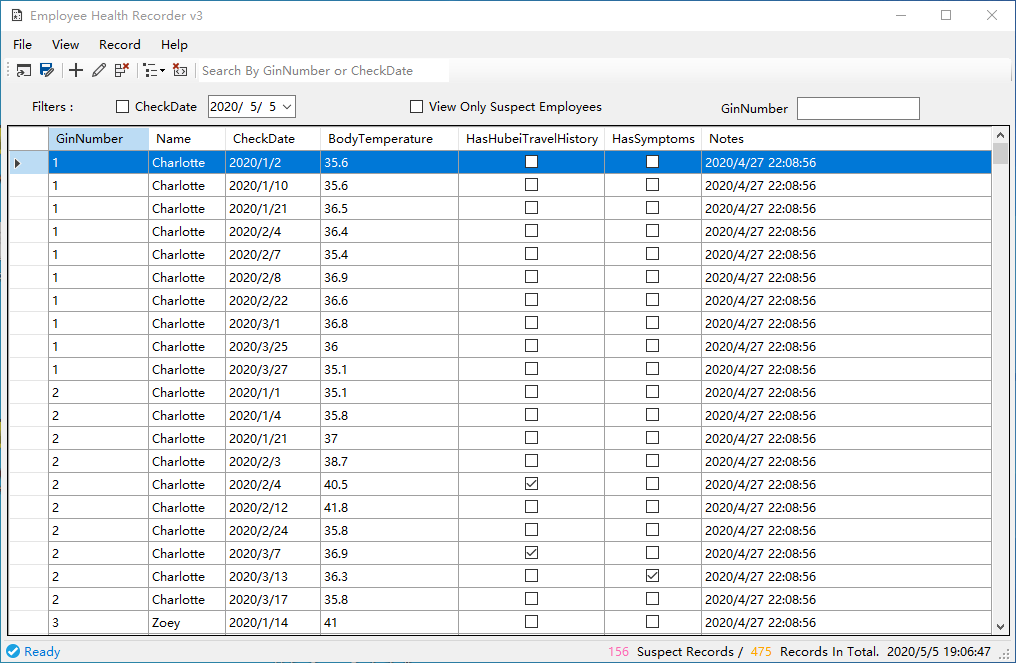 Employee Health Recorder v3
File View Record Help
Search By GinNumber or CheckDate
Filters : CheckDate 2020/ 5/ 5 View Only Suspect Employees GinNumber
GinNumber Name CheckDate BodyTemperature HasHubeiTravelHistory HasSymptoms Notes
1 Charlotte 2020/1/2 35.6 2020/4/27 22:08:56
1 Charlotte 2020/1/10 35.6 2020/4/27 22:08:56
1 Charlotte 2020/1/21 36.5 2020/4/27 22:08:56
1 Charlotte 2020/2/4 36.4 2020/4/27 22:08:56
1 Charlotte 2020/2/7 35.4 2020/4/27 22:08:56
1 Charlotte 2020/2/8 36.9 2020/4/27 22:08:56
1 Charlotte 2020/2/22 36.6 2020/4/27 22:08:56
1 Charlotte 2020/3/1 36.8 2020/4/27 22:08:56
1 Charlotte 2020/3/25 36 2020/4/27 22:08:56
1 Charlotte 2020/3/27 35.1 2020/4/27 22:08:56
2 Charlotte 2020/1/1 35.1 2020/4/27 22:08:56
2 Charlotte 2020/1/4 35.8 2020/4/27 22:08:56
2 Charlotte 2020/1/21 37 2020/4/27 22:08:56
2 Charlotte 2020/2/3 38.7 2020/4/27 22:08:56
2 Charlotte 2020/2/4 40.5 2020/4/27 22:08:56
2 Charlotte 2020/2/12 41.8 2020/4/27 22:08:56
2 Charlotte 2020/2/24 35.8 2020/4/27 22:08:56
2 Charlotte 2020/3/7 36.9 2020/4/27 22:08:56
2 Charlotte 2020/3/13 36.3 2020/4/27 22:08:56
2 Charlotte 2020/3/17 35.8 2020/4/27 22:08:56
3 Zoey 2020/1/14 41 2020/4/27 22:08:56
Ready 156 Suspect Records / 475 Records In Total. 2020/5/5 19:06:47